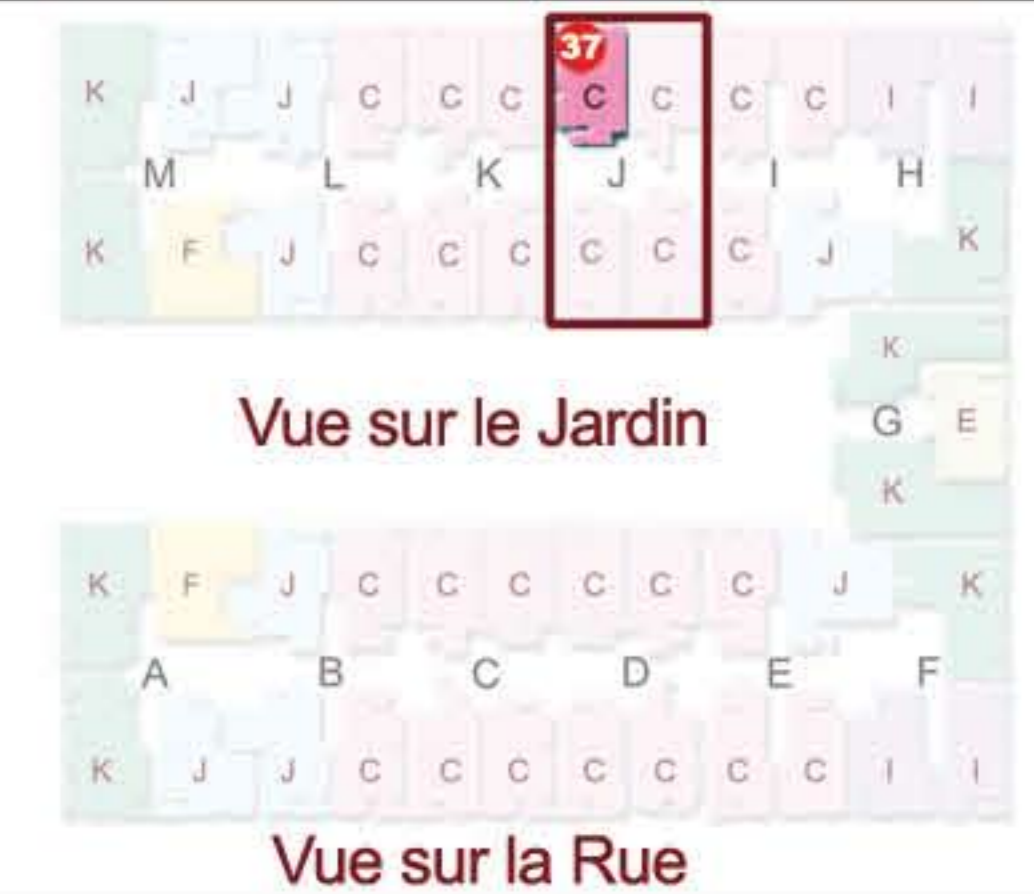 37
K J J C C C C C C C I I
M L K J I H
K F J C C C C C C J K
K
Vue sur le Jardin G E
K
K F J C C C C C C J K
A B C D E F
K J J C C C C C C C I I
Vue sur la Rue